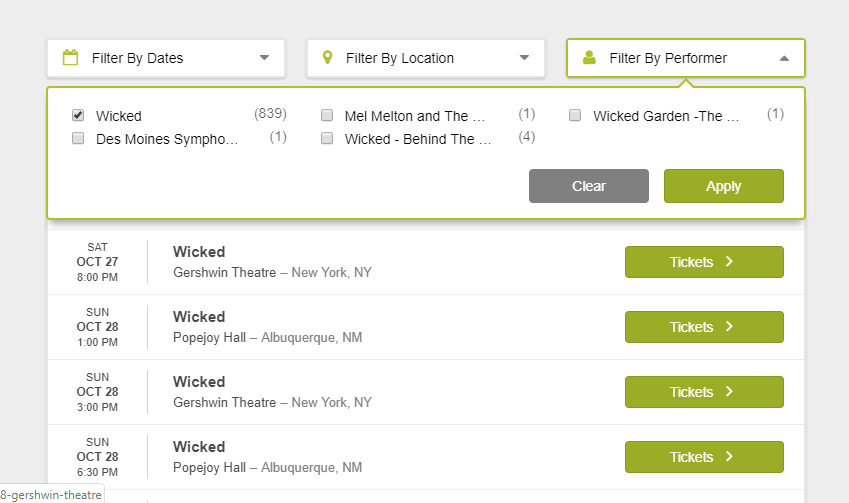 Filter By Dates Filter By Location Filter By Performer
Wicked (839) Mel Melton and The ... (1) Wicked Garden -The ... (1)
Des Moines Sympho... (1) Wicked - Behind The ... (4)
Clear Apply
SAT
OCT 27
8:00 PM
Wicked
Gershwin Theatre – New York, NY
Tickets
SUN
OCT 28
1:00 PM
Wicked
Popejoy Hall – Albuquerque, NM
Tickets
SUN
OCT 28
3:00 PM
Wicked
Gershwin Theatre – New York, NY
Tickets
SUN
OCT 28
6:30 PM
Wicked
Popejoy Hall – Albuquerque, NM
Tickets
8-gershwin-theatre